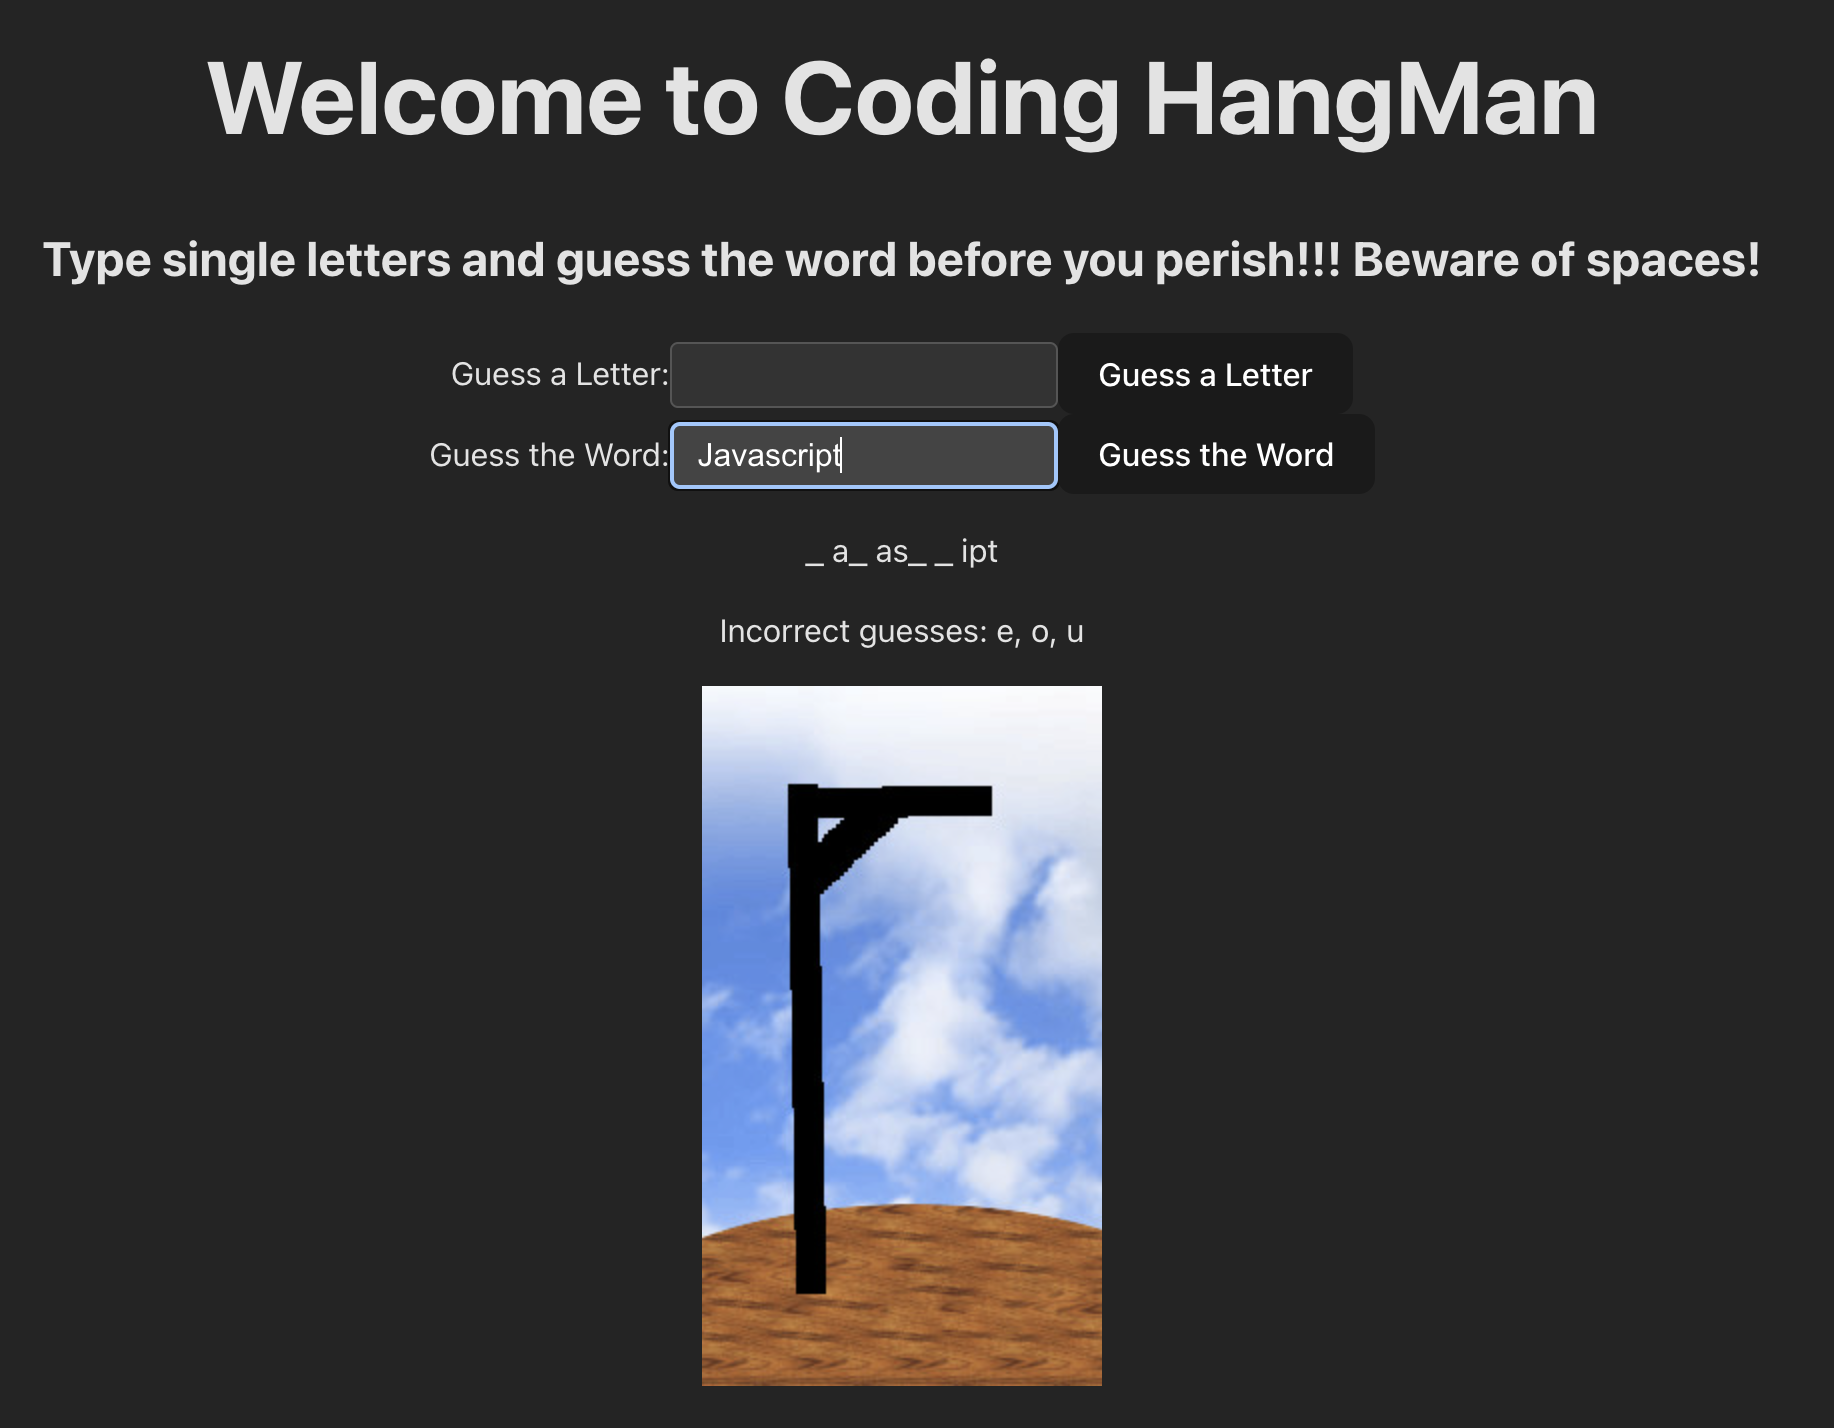 Welcome to Coding HangMan
Type single letters and guess the word before you perish!!! Beware of spaces!
Guess a Letter: Guess a Letter
Guess the Word: Javascript Guess the Word
_ a_ as_ _ ipt
Incorrect guesses: e, o, u